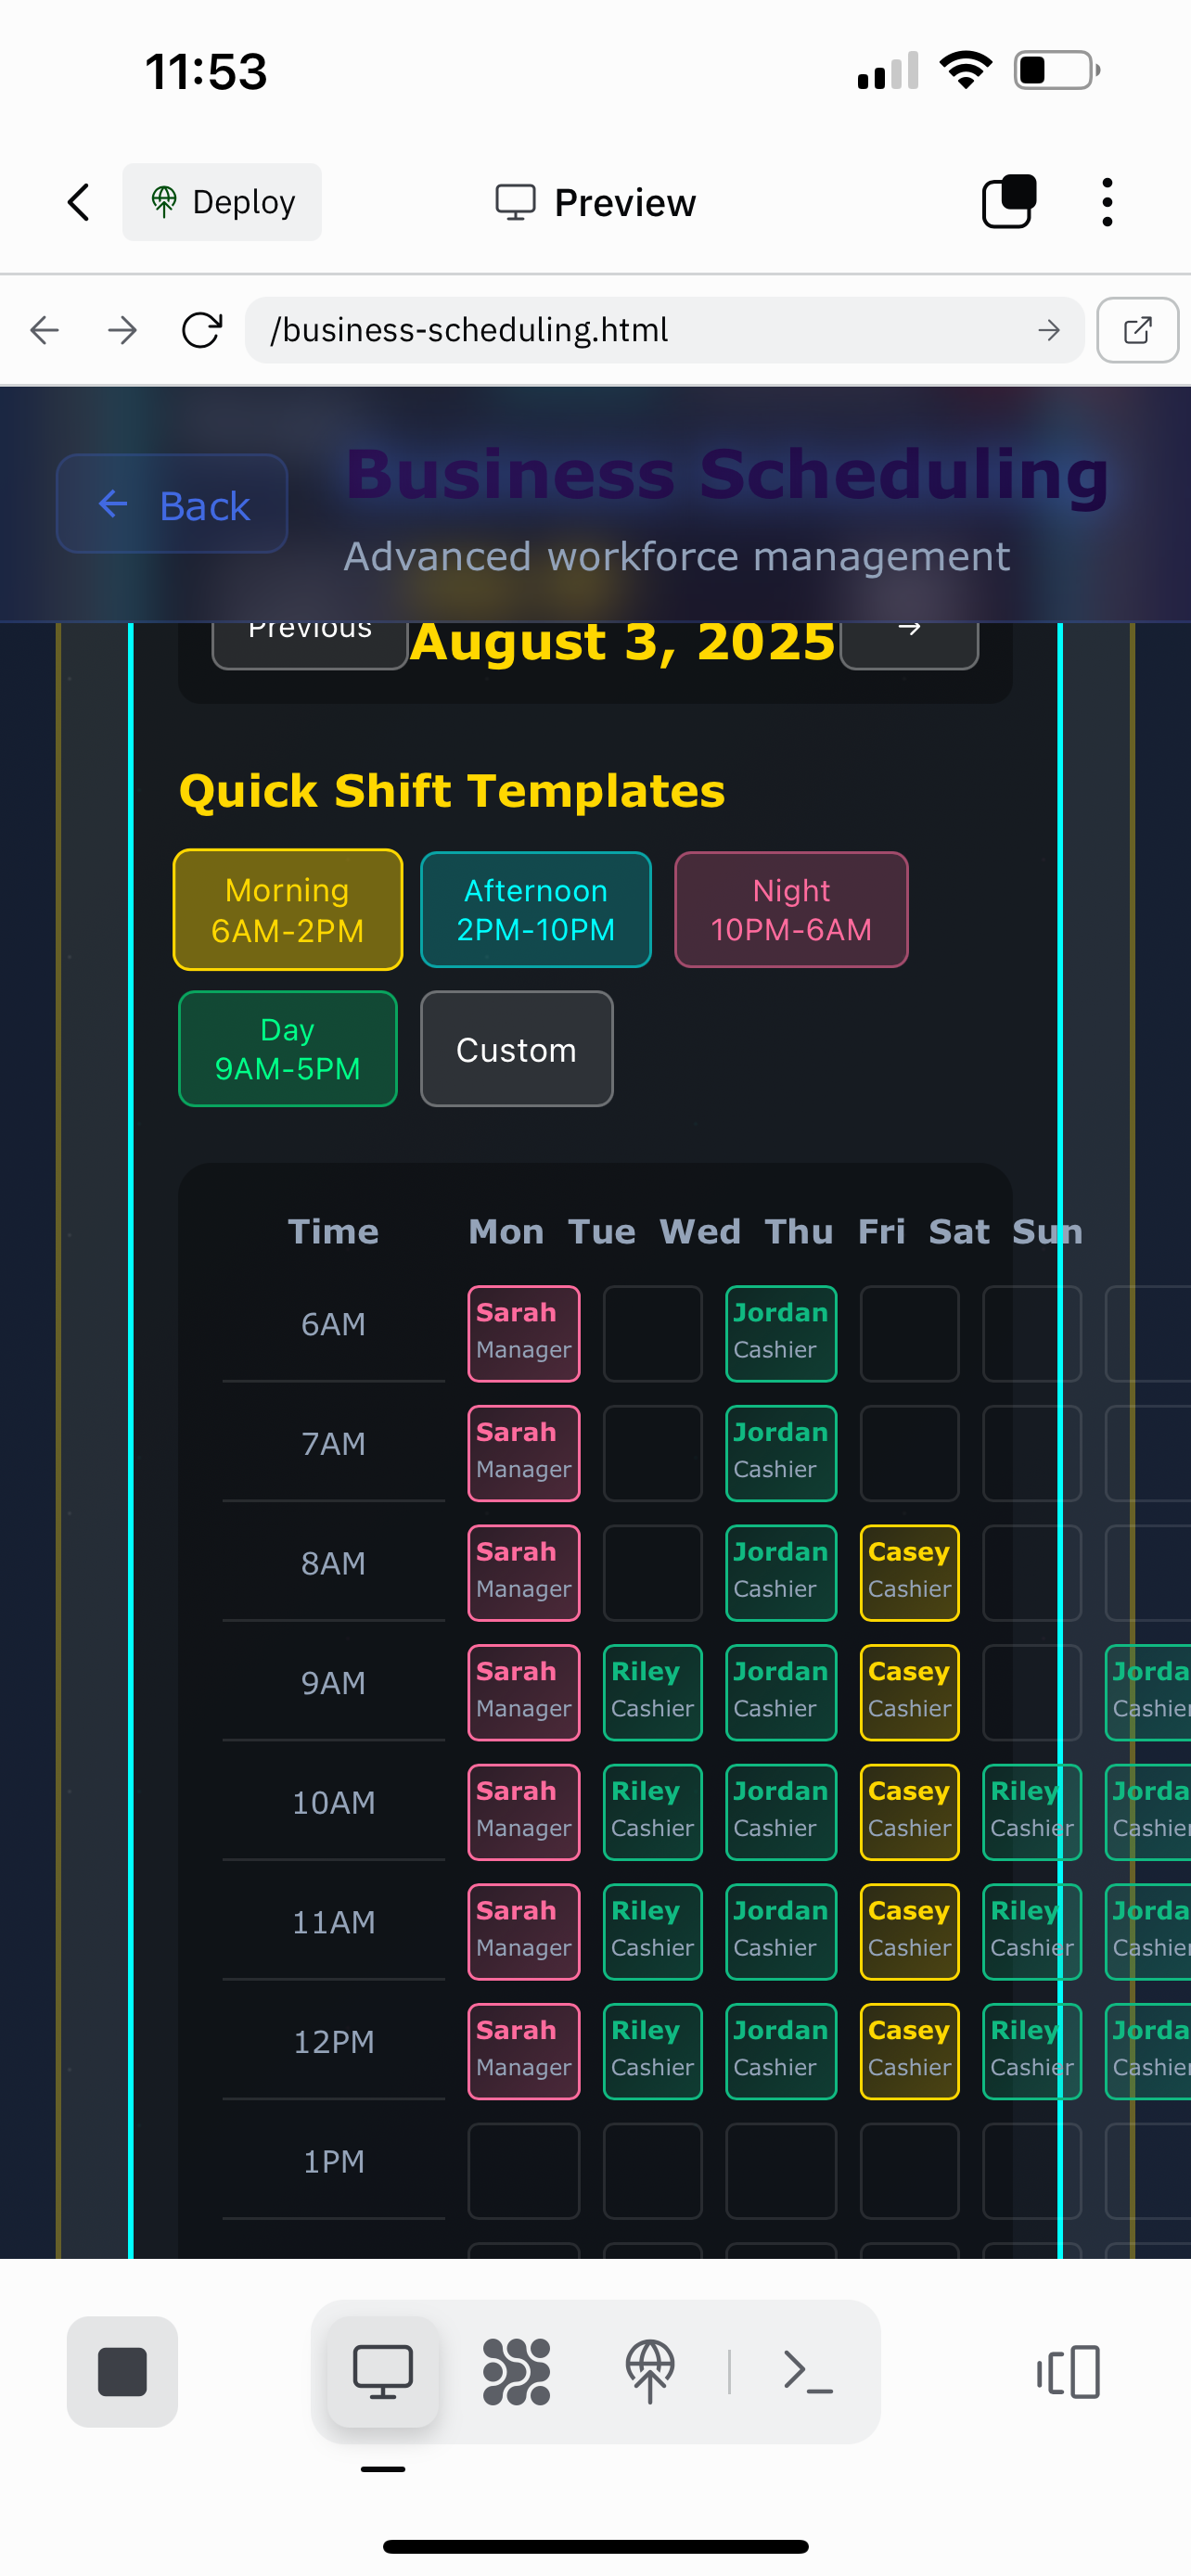 11:53
Deploy
Preview
/business-scheduling.html
← Back
Business Scheduling
Advanced workforce management
Previous August 3, 2025 →
Quick Shift Templates
Morning
6AM-2PM
Afternoon
2PM-10PM
Night
10PM-6AM
Day
9AM-5PM
Custom
Time Mon Tue Wed Thu Fri Sat Sun
6AM
Sarah
Manager
Jordan
Cashier
7AM
Sarah
Manager
Jordan
Cashier
8AM
Sarah
Manager
Jordan
Cashier
Casey
Cashier
9AM
Sarah
Manager
Riley
Cashier
Jordan
Cashier
Casey
Cashier
Jorda
Cashier
10AM
Sarah
Manager
Riley
Cashier
Jordan
Cashier
Casey
Cashier
Riley
Cashier
Jorda
Cashier
11AM
Sarah
Manager
Riley
Cashier
Jordan
Cashier
Casey
Cashier
Riley
Cashier
Jorda
Cashier
12PM
Sarah
Manager
Riley
Cashier
Jordan
Cashier
Casey
Cashier
Riley
Cashier
Jorda
Cashier
1PM